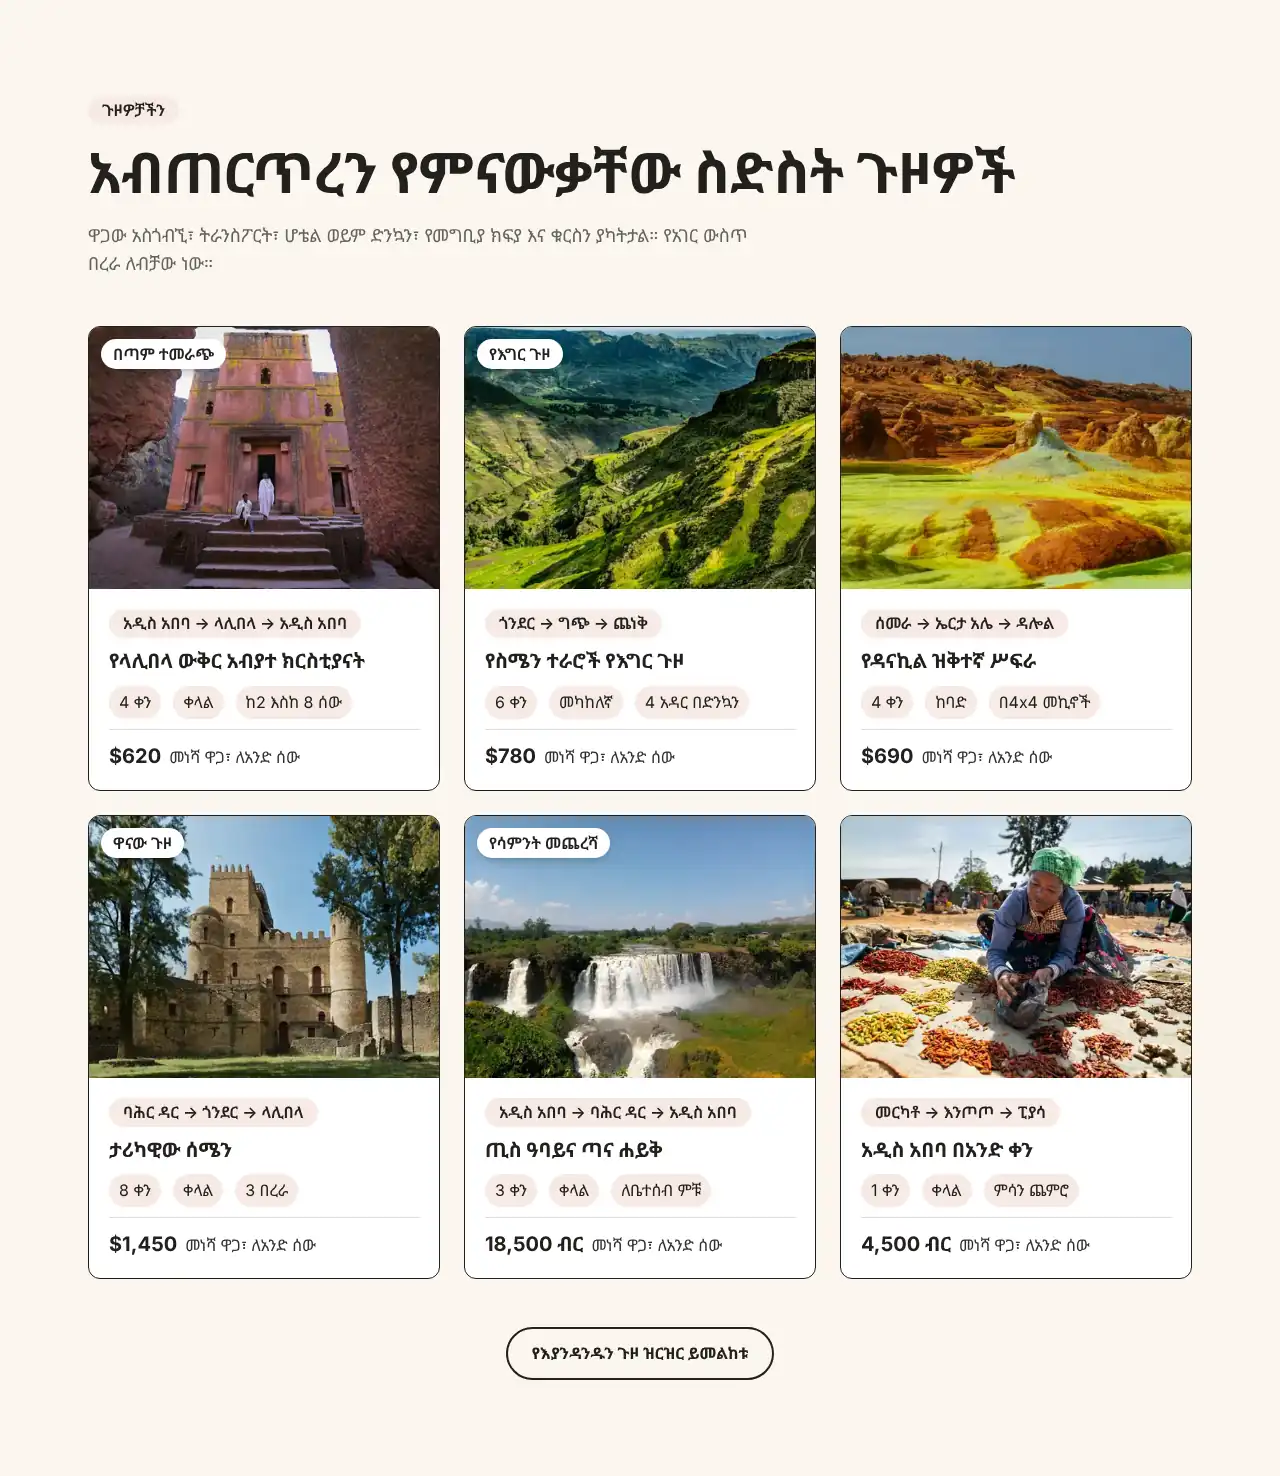 ጉዞዎቻችን
አብጠርጥረን የምናውቃቸው ስድስት ጉዞዎች
ዋጋው አስጎብኚ፣ ትራንስፖርት፣ ሆቴል ወይም ድንኳን፣ የመግቢያ ክፍያ እና ቁርስን ያካትታል። የአገር ውስጥ
በረራ ለብቻው ነው።
በጣም ተመራጭ
አዲስ አበባ → ላሊበላ → አዲስ አበባ
የላሊበላ ውቅር አብያተ ክርስቲያናት
4 ቀን ቀላል ከ2 እስከ 8 ሰው
$620 መነሻ ዋጋ፣ ለአንድ ሰው
የእግር ጉዞ
ጎንደር → ግጭ → ጨነቅ
የስሜን ተራሮች የእግር ጉዞ
6 ቀን መካከለኛ 4 አዳር በድንኳን
$780 መነሻ ዋጋ፣ ለአንድ ሰው
ሰመራ → ኤርታ አሌ → ዳሎል
የዳናኪል ዝቅተኛ ሥፍራ
4 ቀን ከባድ በ4x4 መኪኖች
$690 መነሻ ዋጋ፣ ለአንድ ሰው
ዋናው ጉዞ
ባሕር ዳር → ጎንደር → ላሊበላ
ታሪካዊው ሰሜን
8 ቀን ቀላል 3 በረራ
$1,450 መነሻ ዋጋ፣ ለአንድ ሰው
የሳምንት መጨረሻ
አዲስ አበባ → ባሕር ዳር → አዲስ አበባ
ጢስ ዓባይና ጣና ሐይቅ
3 ቀን ቀላል ለቤተሰብ ምቹ
18,500 ብር መነሻ ዋጋ፣ ለአንድ ሰው
መርካቶ → እንጦጦ → ፒያሳ
አዲስ አበባ በአንድ ቀን
1 ቀን ቀላል ምሳን ጨምሮ
4,500 ብር መነሻ ዋጋ፣ ለአንድ ሰው
የእያንዳንዱን ጉዞ ዝርዝር ይመልከቱ